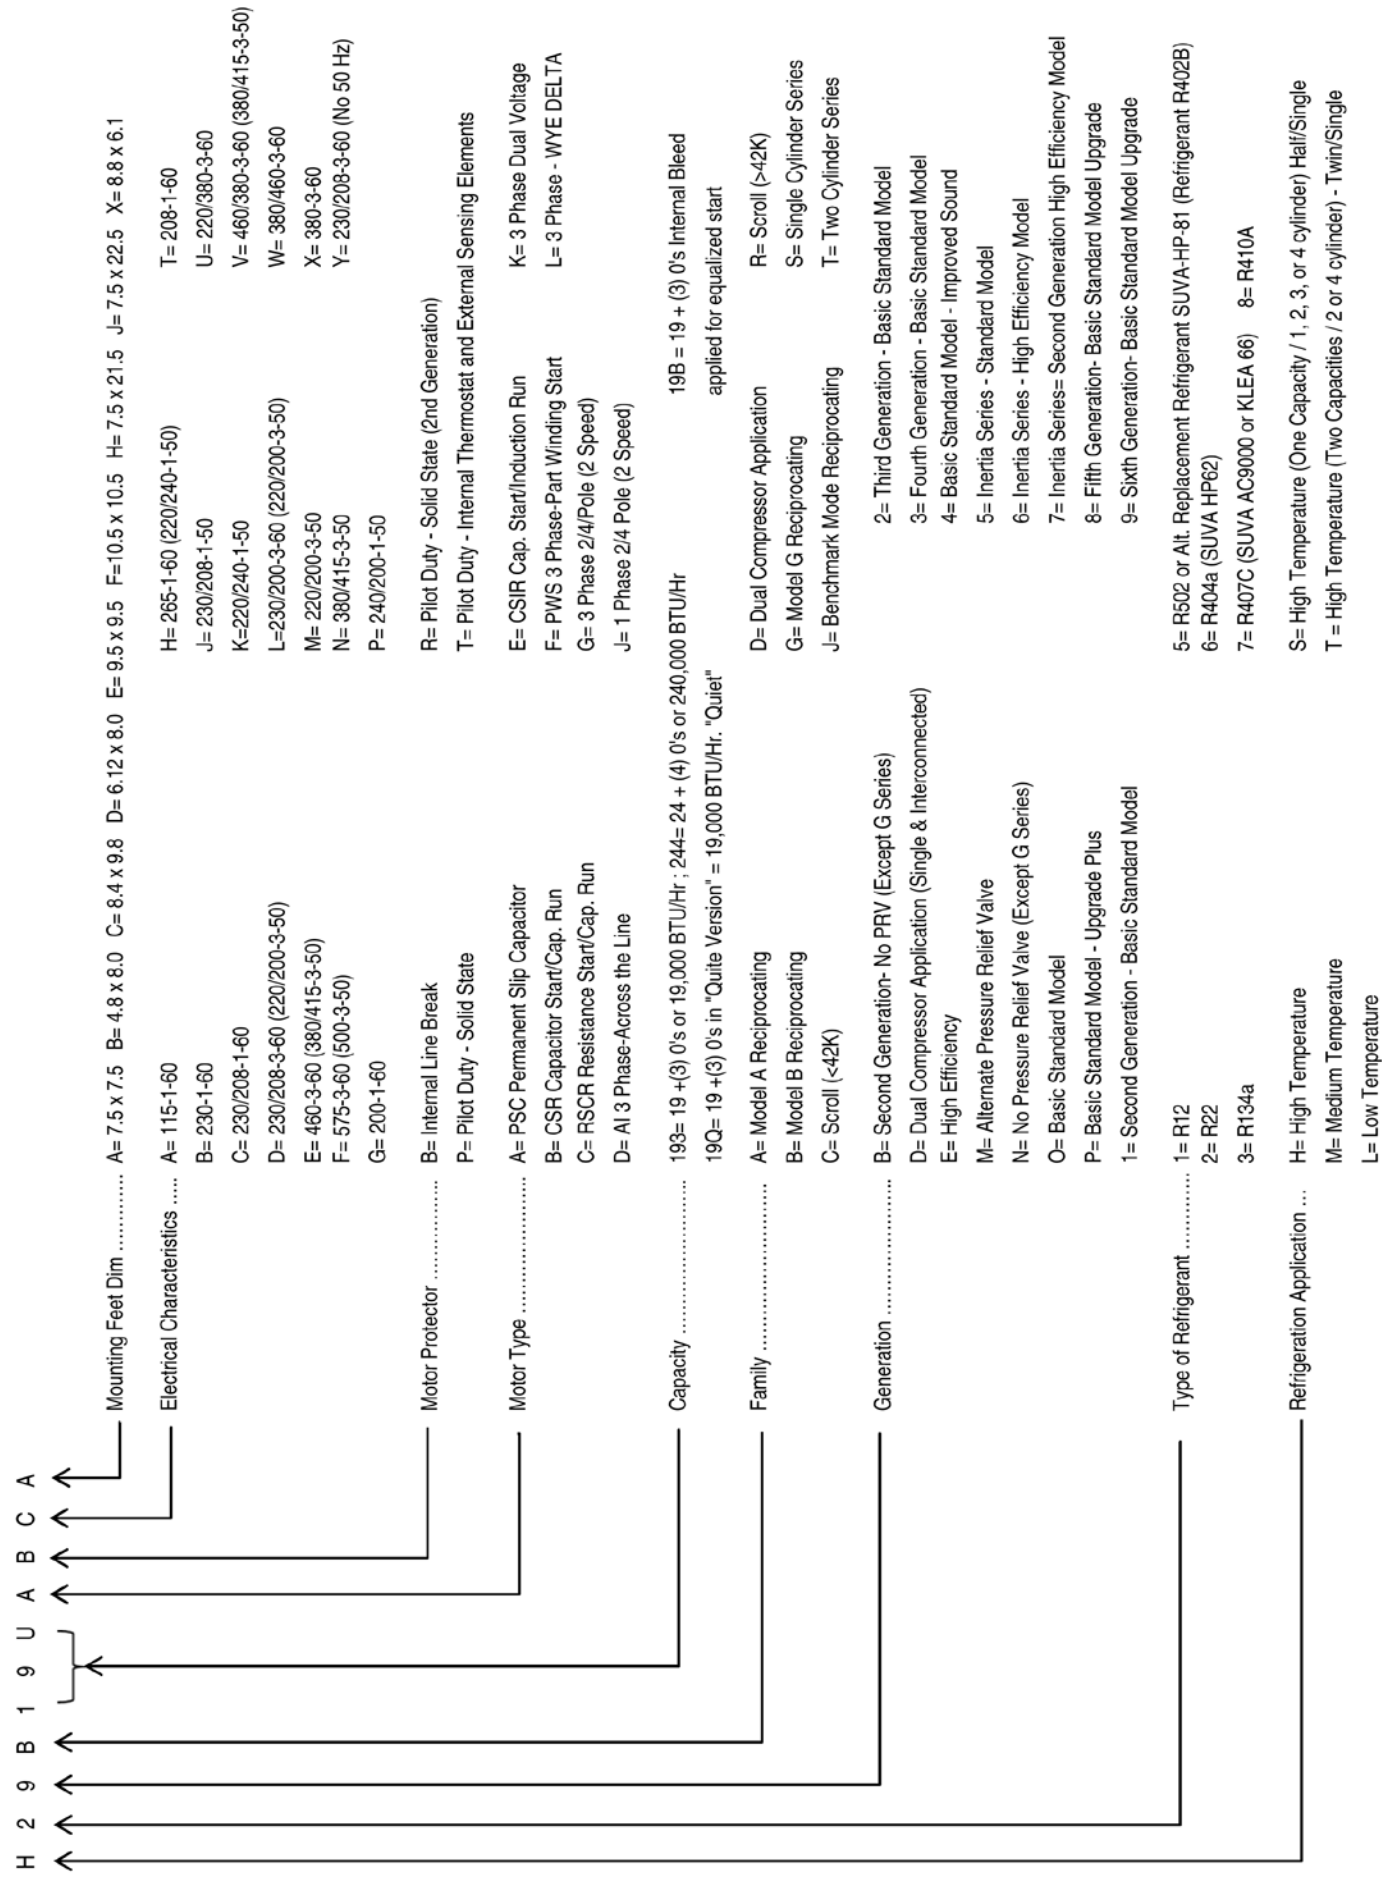 H 2 9 B 1 9 U A B C A
Mounting Feet Dim ............ A= 7.5 x 7.5 B= 4.8 x 8.0 C= 8.4 x 9.8 D= 6.12 x 8.0 E= 9.5 x 9.5 F=10.5 x 10.5 H= 7.5 x 21.5 J= 7.5 x 22.5 X= 8.8 x 6.1
Electrical Characteristics ..... A= 115-1-60 H= 265-1-60 (220/240-1-50) T= 208-1-60
B= 230-1-60 J= 230/208-1-50 U= 220/380-3-60
C= 230/208-1-60 K=220/240-1-50 V= 460/380-3-60 (380/415-3-50)
D= 230/208-3-60 (220/200-3-50) L=230/200-3-60 (220/200-3-50) W= 380/460-3-60
E= 460-3-60 (380/415-3-50) M= 220/200-3-50 X= 380-3-60
F= 575-3-60 (500-3-50) N= 380/415-3-50 Y= 230/208-3-60 (No 50 Hz)
G= 200-1-60 P= 240/200-1-50
Motor Protector .................. B= Internal Line Break R= Pilot Duty - Solid State (2nd Generation)
P= Pilot Duty - Solid State T= Pilot Duty - Internal Thermostat and External Sensing Elements
Motor Type ......................... A= PSC Permanent Slip Capacitor E= CSIR Cap. Start/Induction Run K= 3 Phase Dual Voltage
B= CSR Capacitor Start/Cap. Run F= PWS 3 Phase-Part Winding Start L= 3 Phase - WYE DELTA
C= RSCR Resistance Start/Cap. Run G= 3 Phase 2/4/Pole (2 Speed)
D= Al 3 Phase-Across the Line J= 1 Phase 2/4 Pole (2 Speed)
Capacity ............................ 193= 19 +(3) 0's or 19,000 BTU/Hr ; 244= 24 + (4) 0's or 240,000 BTU/Hr 19B = 19 + (3) 0's Internal Bleed
19Q= 19 +(3) 0's in "Quite Version" = 19,000 BTU/Hr. "Quiet" applied for equalized start
Family ............................... A= Model A Reciprocating D= Dual Compressor Application R= Scroll (>42K)
B= Model B Reciprocating G= Model G Reciprocating S= Single Cylinder Series
C= Scroll (<42K) J= Benchmark Mode Reciprocating T= Two Cylinder Series
Generation ......................... B= Second Generation- No PRV (Except G Series) 2= Third Generation - Basic Standard Model
D= Dual Compressor Application (Single & Interconnected) 3= Fourth Generation - Basic Standard Model
E= High Efficiency 4= Basic Standard Model - Improved Sound
M= Alternate Pressure Relief Valve 5= Inertia Series - Standard Model
N= No Pressure Relief Valve (Except G Series) 6= Inertia Series - High Efficiency Model
O= Basic Standard Model 7= Inertia Series= Second Generation High Efficiency Model
P= Basic Standard Model - Upgrade Plus 8= Fifth Generation- Basic Standard Model Upgrade
1= Second Generation - Basic Standard Model 9= Sixth Generation- Basic Standard Model Upgrade
Type of Refrigerant .............. 1= R12 5= R502 or Alt. Replacement Refrigerant SUVA-HP-81 (Refrigerant R402B)
2= R22 6= R404a (SUVA HP62)
3= R134a 7= R407C (SUVA AC9000 or KLEA 66) 8= R410A
Refrigeration Application ... H= High Temperature S= High Temperature (One Capacity / 1, 2, 3, or 4 cylinder) Half/Single
M= Medium Temperature T = High Temperature (Two Capacities / 2 or 4 cylinder) - Twin/Single
L= Low Temperature